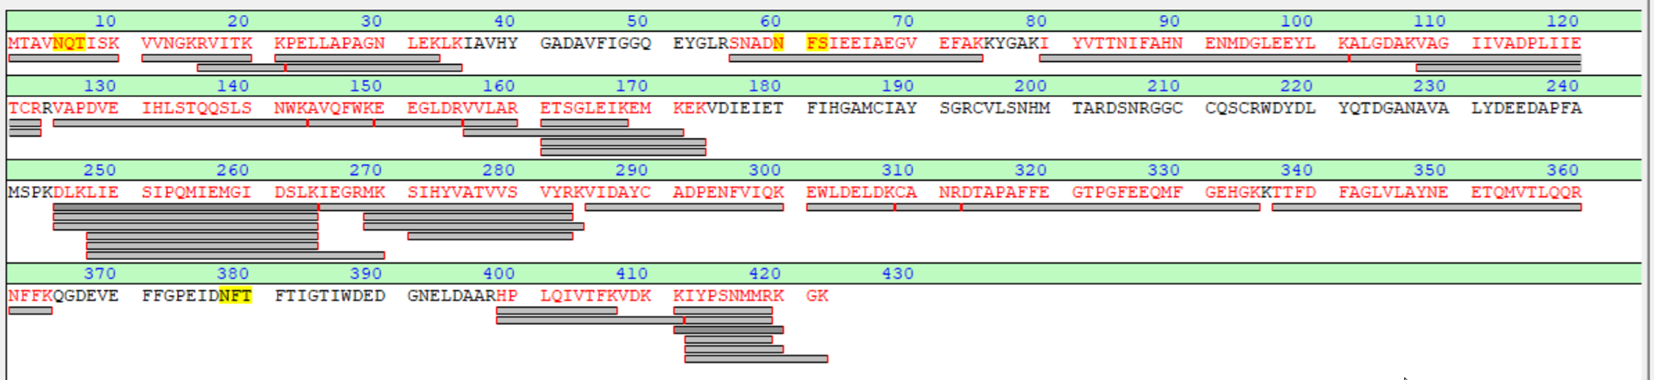 10 20 30 40 50 60 70 80 90 100 110 120
MTAVNQTISK VVNGKRVITK KPELLAPAGN LEKLKIAVHY GADAVFIGGQ EYGLRSNADN FSIEEIAEGV EFAKKYGAKI YVTTNIFAHN ENMDGLEEYL KALGDAKVAG IIVADPLIIE
130 140 150 160 170 180 190 200 210 220 230 240
TCRRVAPDVE IHLSTQQSLS NWKAVQFWKE EGLDRVVLAR ETSGLEIKEM KEKVDIEIET FIHGAMCIAY SGRCVLSNHM TARDSNRGGC CQSCRWDYDL YQTDGANAVA LYDEEDAPFA
250 260 270 280 290 300 310 320 330 340 350 360
MSPKDLKLIE SIPQMIEMGI DSLKIEGRMK SIHYVATVVS VYRKVIDAYC ADPENFVIQK EWLDELDKCA NRDTAPAFFE GTPGFEEQMF GEHGKKTTFD FAGLVLAYNE ETQMVTLQQR
370 380 390 400 410 420 430
NFFKQGDEVE FFGPEIDNFT FTIGTIWDED GNELDAARHP LQIVTFKVDK KIYPSNMMRK GK